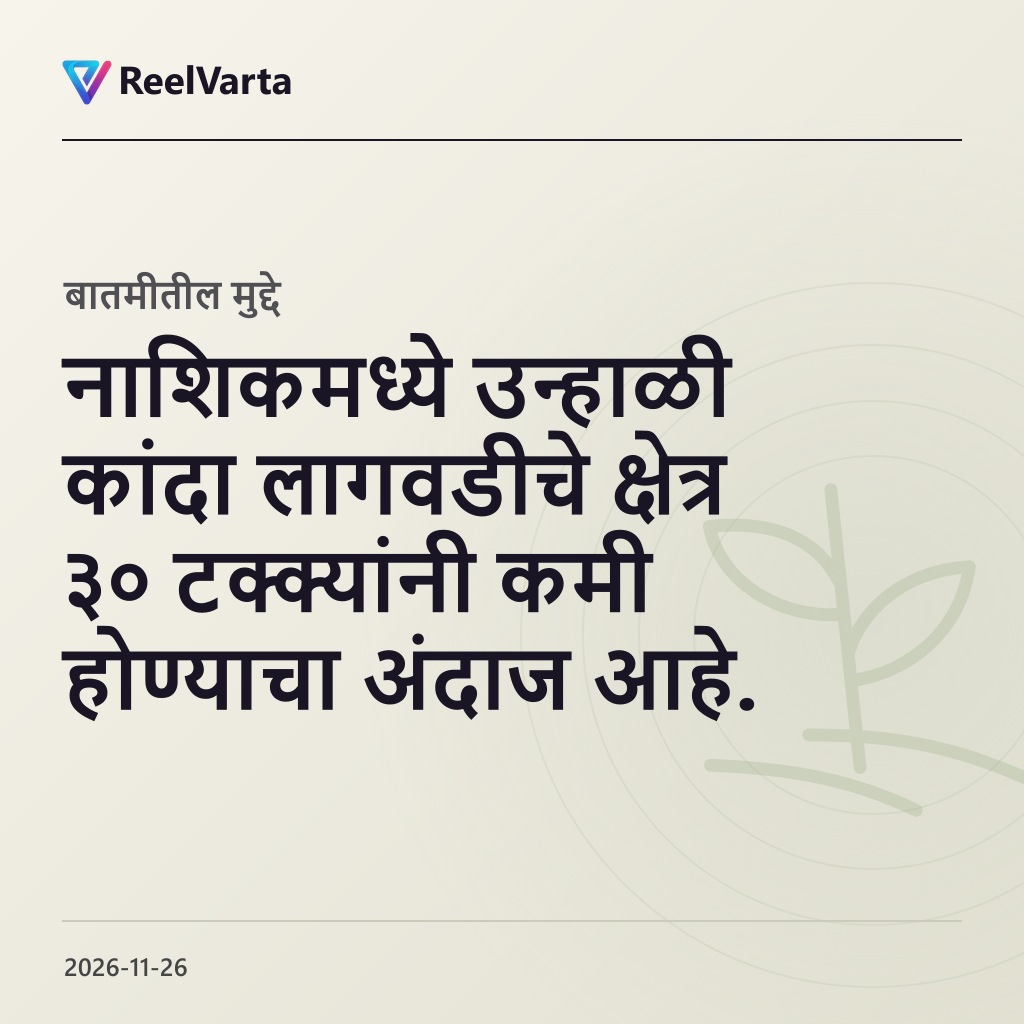 ReelVarta
बातमीतील मुद्दे
नाशिकमध्ये उन्हाळी
कांदा लागवडीचे क्षेत्र
३० टक्क्यांनी कमी
होण्याचा अंदाज आहे.
2026-11-26